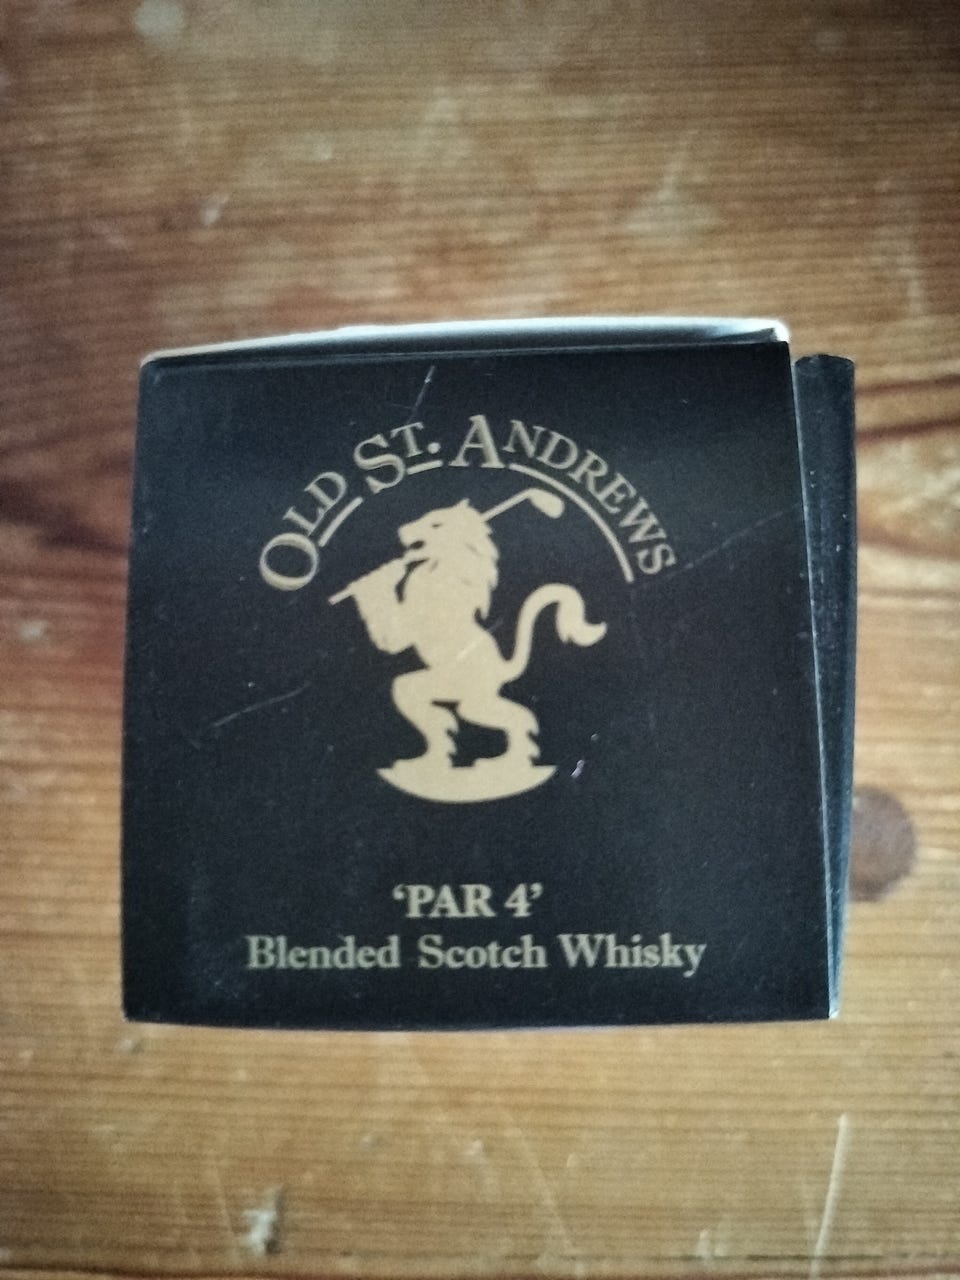 OLD ST. ANDREWS
‘PAR 4’
Blended Scotch Whisky